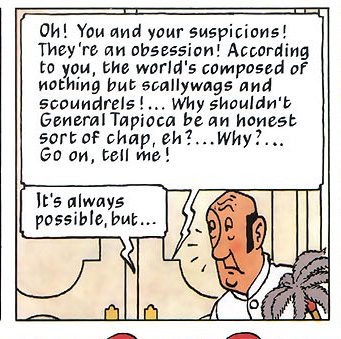 Oh! You and your suspicions!
They're an obsession! According
to you, the world's composed of
nothing but scallywags and
scoundrels!... Why shouldn't
General Tapioca be an honest
sort of chap, eh?...Why?...
Go on, tell me!
It's always
possible, but...